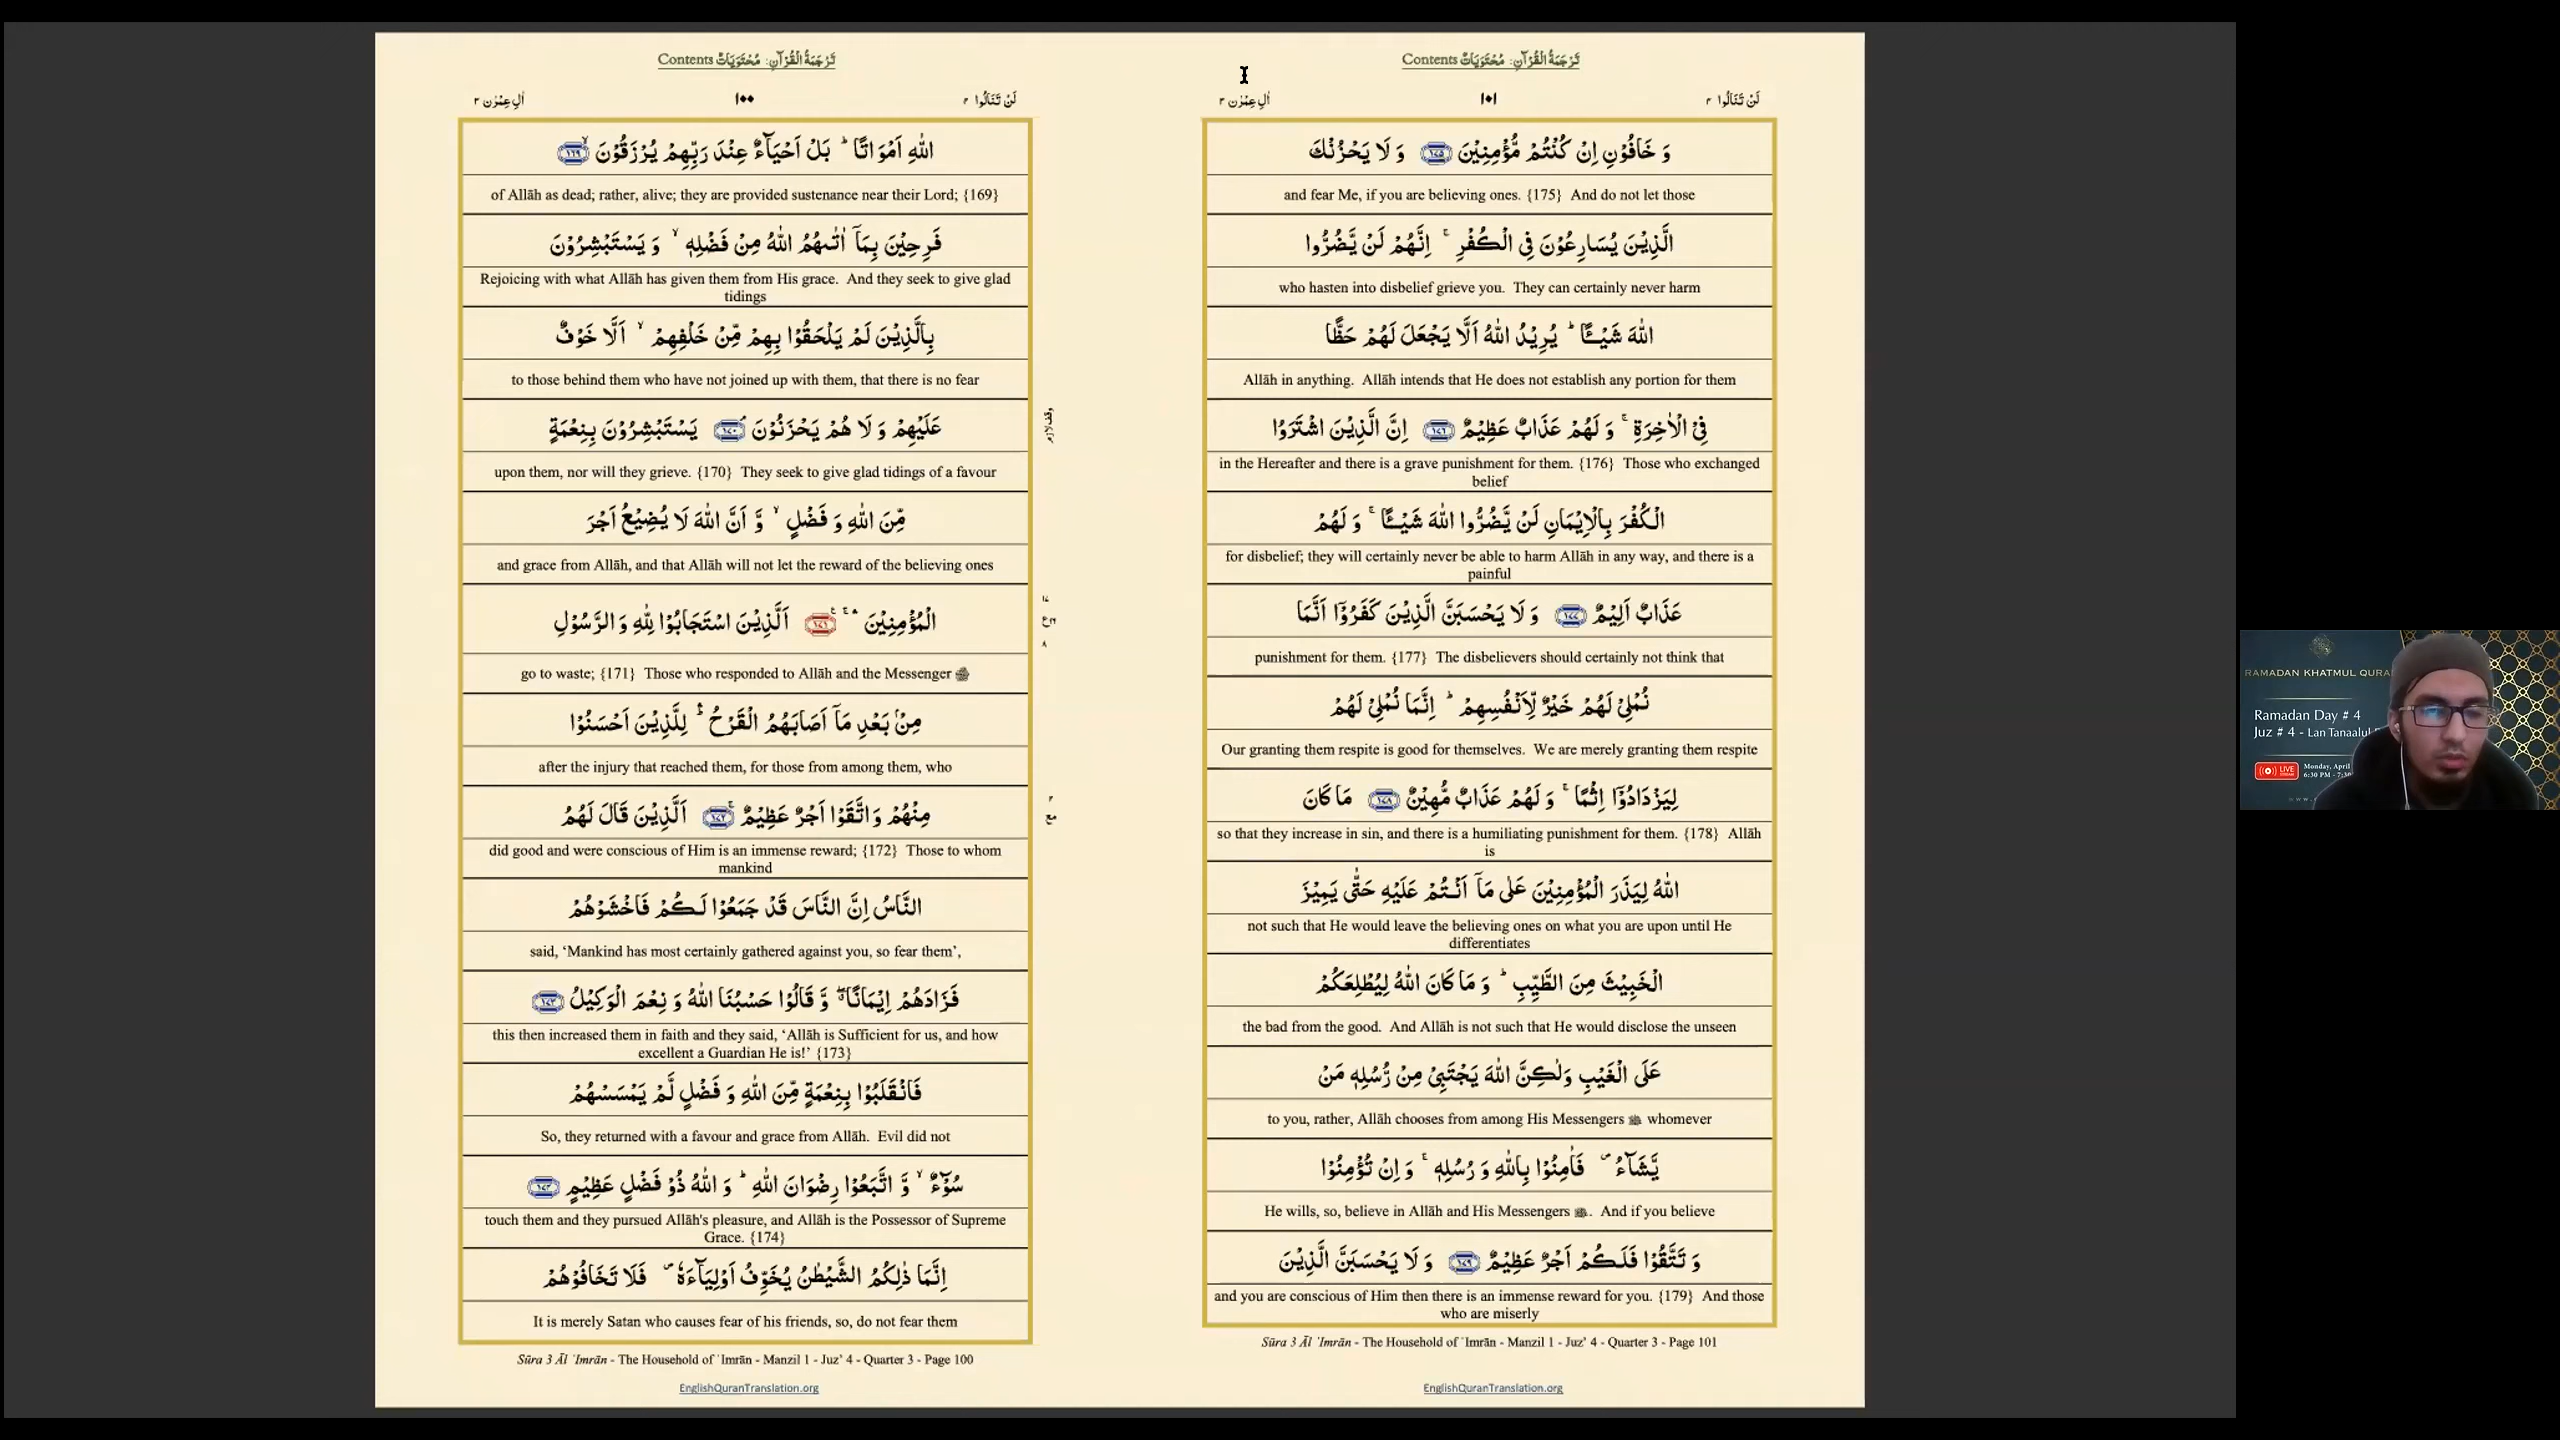 Contents تَرْجَمَةُ الْقُرْآنِ: مُحْتَوَيَاتٌ
اٰلِ عِمْرٰن ٣
١٠٠
لَنْ تَنَالُوا ٤
اللّٰهِ اَمْوَاتًا ؕ بَلْ اَحْيَآءٌ عِنْدَ رَبِّهِمْ يُرْزَقُوْنَ ۙ ١٦٩
of Allāh as dead; rather, alive; they are provided sustenance near their Lord; {169}
فَرِحِيْنَ بِمَاۤ اٰتٰىهُمُ اللّٰهُ مِنْ فَضْلِهٖ ۙ وَ يَسْتَبْشِرُوْنَ
Rejoicing with what Allāh has given them from His grace. And they seek to give glad
tidings
بِالَّذِيْنَ لَمْ يَلْحَقُوْا بِهِمْ مِّنْ خَلْفِهِمْ ۙ اَلَّا خَوْفٌ
to those behind them who have not joined up with them, that there is no fear
عَلَيْهِمْ وَ لَا هُمْ يَحْزَنُوْنَ ۘ ١٧٠ يَسْتَبْشِرُوْنَ بِنِعْمَةٍ
وقف لازم
upon them, nor will they grieve. {170} They seek to give glad tidings of a favour
مِّنَ اللّٰهِ وَ فَضْلٍ ۙ وَّ اَنَّ اللّٰهَ لَا يُضِيْعُ اَجْرَ
and grace from Allāh, and that Allāh will not let the reward of the believing ones
الْمُؤْمِنِيْنَ ١٧١ اَلَّذِيْنَ اسْتَجَابُوْا لِلّٰهِ وَ الرَّسُوْلِ
go to waste; {171} Those who responded to Allāh and the Messenger ﷺ
مِنْۢ بَعْدِ مَاۤ اَصَابَهُمُ الْقَرْحُ ۛ لِلَّذِيْنَ اَحْسَنُوْا
after the injury that reached them, for those from among them, who
مِنْهُمْ وَ اتَّقَوْا اَجْرٌ عَظِيْمٌ ۚ ١٧٢ اَلَّذِيْنَ قَالَ لَهُمُ
did good and were conscious of Him is an immense reward; {172} Those to whom
mankind
النَّاسُ اِنَّ النَّاسَ قَدْ جَمَعُوْا لَكُمْ فَاخْشَوْهُمْ
said, ‘Mankind has most certainly gathered against you, so fear them’,
فَزَادَهُمْ اِيْمَانًا ۖۗ وَّ قَالُوْا حَسْبُنَا اللّٰهُ وَ نِعْمَ الْوَكِيْلُ ١٧٣
this then increased them in faith and they said, ‘Allāh is Sufficient for us, and how
excellent a Guardian He is!’ {173}
فَانْقَلَبُوْا بِنِعْمَةٍ مِّنَ اللّٰهِ وَ فَضْلٍ لَّمْ يَمْسَسْهُمْ
So, they returned with a favour and grace from Allāh. Evil did not
سُوْٓءٌ ۙ وَّ اتَّبَعُوْا رِضْوَانَ اللّٰهِ ؕ وَ اللّٰهُ ذُوْ فَضْلٍ عَظِيْمٍ ١٧٤
touch them and they pursued Allāh's pleasure, and Allāh is the Possessor of Supreme
Grace. {174}
اِنَّمَا ذٰلِكُمُ الشَّيْطٰنُ يُخَوِّفُ اَوْلِيَآءَهٗ ۪ فَلَا تَخَافُوْهُمْ
It is merely Satan who causes fear of his friends, so, do not fear them
Sūra 3 Āl ʿImrān - The Household of ʿImrān - Manzil 1 - Juz’ 4 - Quarter 3 - Page 100
EnglishQuranTranslation.org
Contents تَرْجَمَةُ الْقُرْآنِ: مُحْتَوَيَاتٌ
اٰلِ عِمْرٰن ٣
١٠١
لَنْ تَنَالُوا ٤
وَ خَافُوْنِ اِنْ كُنْتُمْ مُّؤْمِنِيْنَ ١٧٥ وَ لَا يَحْزُنْكَ
and fear Me, if you are believing ones. {175} And do not let those
الَّذِيْنَ يُسَارِعُوْنَ فِی الْكُفْرِ ۚ اِنَّهُمْ لَنْ يَّضُرُّوا
who hasten into disbelief grieve you. They can certainly never harm
اللّٰهَ شَيْـًٔا ؕ يُرِيْدُ اللّٰهُ اَلَّا يَجْعَلَ لَهُمْ حَظًّا
Allāh in anything. Allāh intends that He does not establish any portion for them
فِی الْاٰخِرَةِ ۚ وَ لَهُمْ عَذَابٌ عَظِيْمٌ ١٧٦ اِنَّ الَّذِيْنَ اشْتَرَوُا
in the Hereafter and there is a grave punishment for them. {176} Those who exchanged
belief
الْكُفْرَ بِالْاِيْمَانِ لَنْ يَّضُرُّوا اللّٰهَ شَيْـًٔا ۚ وَ لَهُمْ
for disbelief; they will certainly never be able to harm Allāh in any way, and there is a
painful
عَذَابٌ اَلِيْمٌ ١٧٧ وَ لَا يَحْسَبَنَّ الَّذِيْنَ كَفَرُوْۤا اَنَّمَا
punishment for them. {177} The disbelievers should certainly not think that
نُمْلِیْ لَهُمْ خَيْرٌ لِّاَنْفُسِهِمْ ؕ اِنَّمَا نُمْلِیْ لَهُمْ
Our granting them respite is good for themselves. We are merely granting them respite
لِيَزْدَادُوْۤا اِثْمًا ۚ وَ لَهُمْ عَذَابٌ مُّهِيْنٌ ١٧٨ مَا كَانَ
so that they increase in sin, and there is a humiliating punishment for them. {178} Allāh
is
اللّٰهُ لِيَذَرَ الْمُؤْمِنِيْنَ عَلٰی مَاۤ اَنْتُمْ عَلَيْهِ حَتّٰی يَمِيْزَ
not such that He would leave the believing ones on what you are upon until He
differentiates
الْخَبِيْثَ مِنَ الطَّيِّبِ ؕ وَ مَا كَانَ اللّٰهُ لِيُطْلِعَكُمْ
the bad from the good. And Allāh is not such that He would disclose the unseen
عَلَی الْغَيْبِ وَ لٰكِنَّ اللّٰهَ يَجْتَبِیْ مِنْ رُّسُلِهٖ مَنْ
to you, rather, Allāh chooses from among His Messengers whomever
يَّشَآءُ ۪ فَاٰمِنُوْا بِاللّٰهِ وَ رُسُلِهٖ ۚ وَ اِنْ تُؤْمِنُوْا
He wills, so, believe in Allāh and His Messengers . And if you believe
وَ تَتَّقُوْا فَلَكُمْ اَجْرٌ عَظِيْمٌ ١٧٩ وَ لَا يَحْسَبَنَّ الَّذِيْنَ
and you are conscious of Him then there is an immense reward for you. {179} And those
who are miserly
Sūra 3 Āl ʿImrān - The Household of ʿImrān - Manzil 1 - Juz’ 4 - Quarter 3 - Page 101
EnglishQuranTranslation.org
RAMADAN KHATMUL QURA
Ramadan Day # 4
Juz # 4 - Lan Tanaalul
LIVE
Monday, April
6:30 PM - 7: